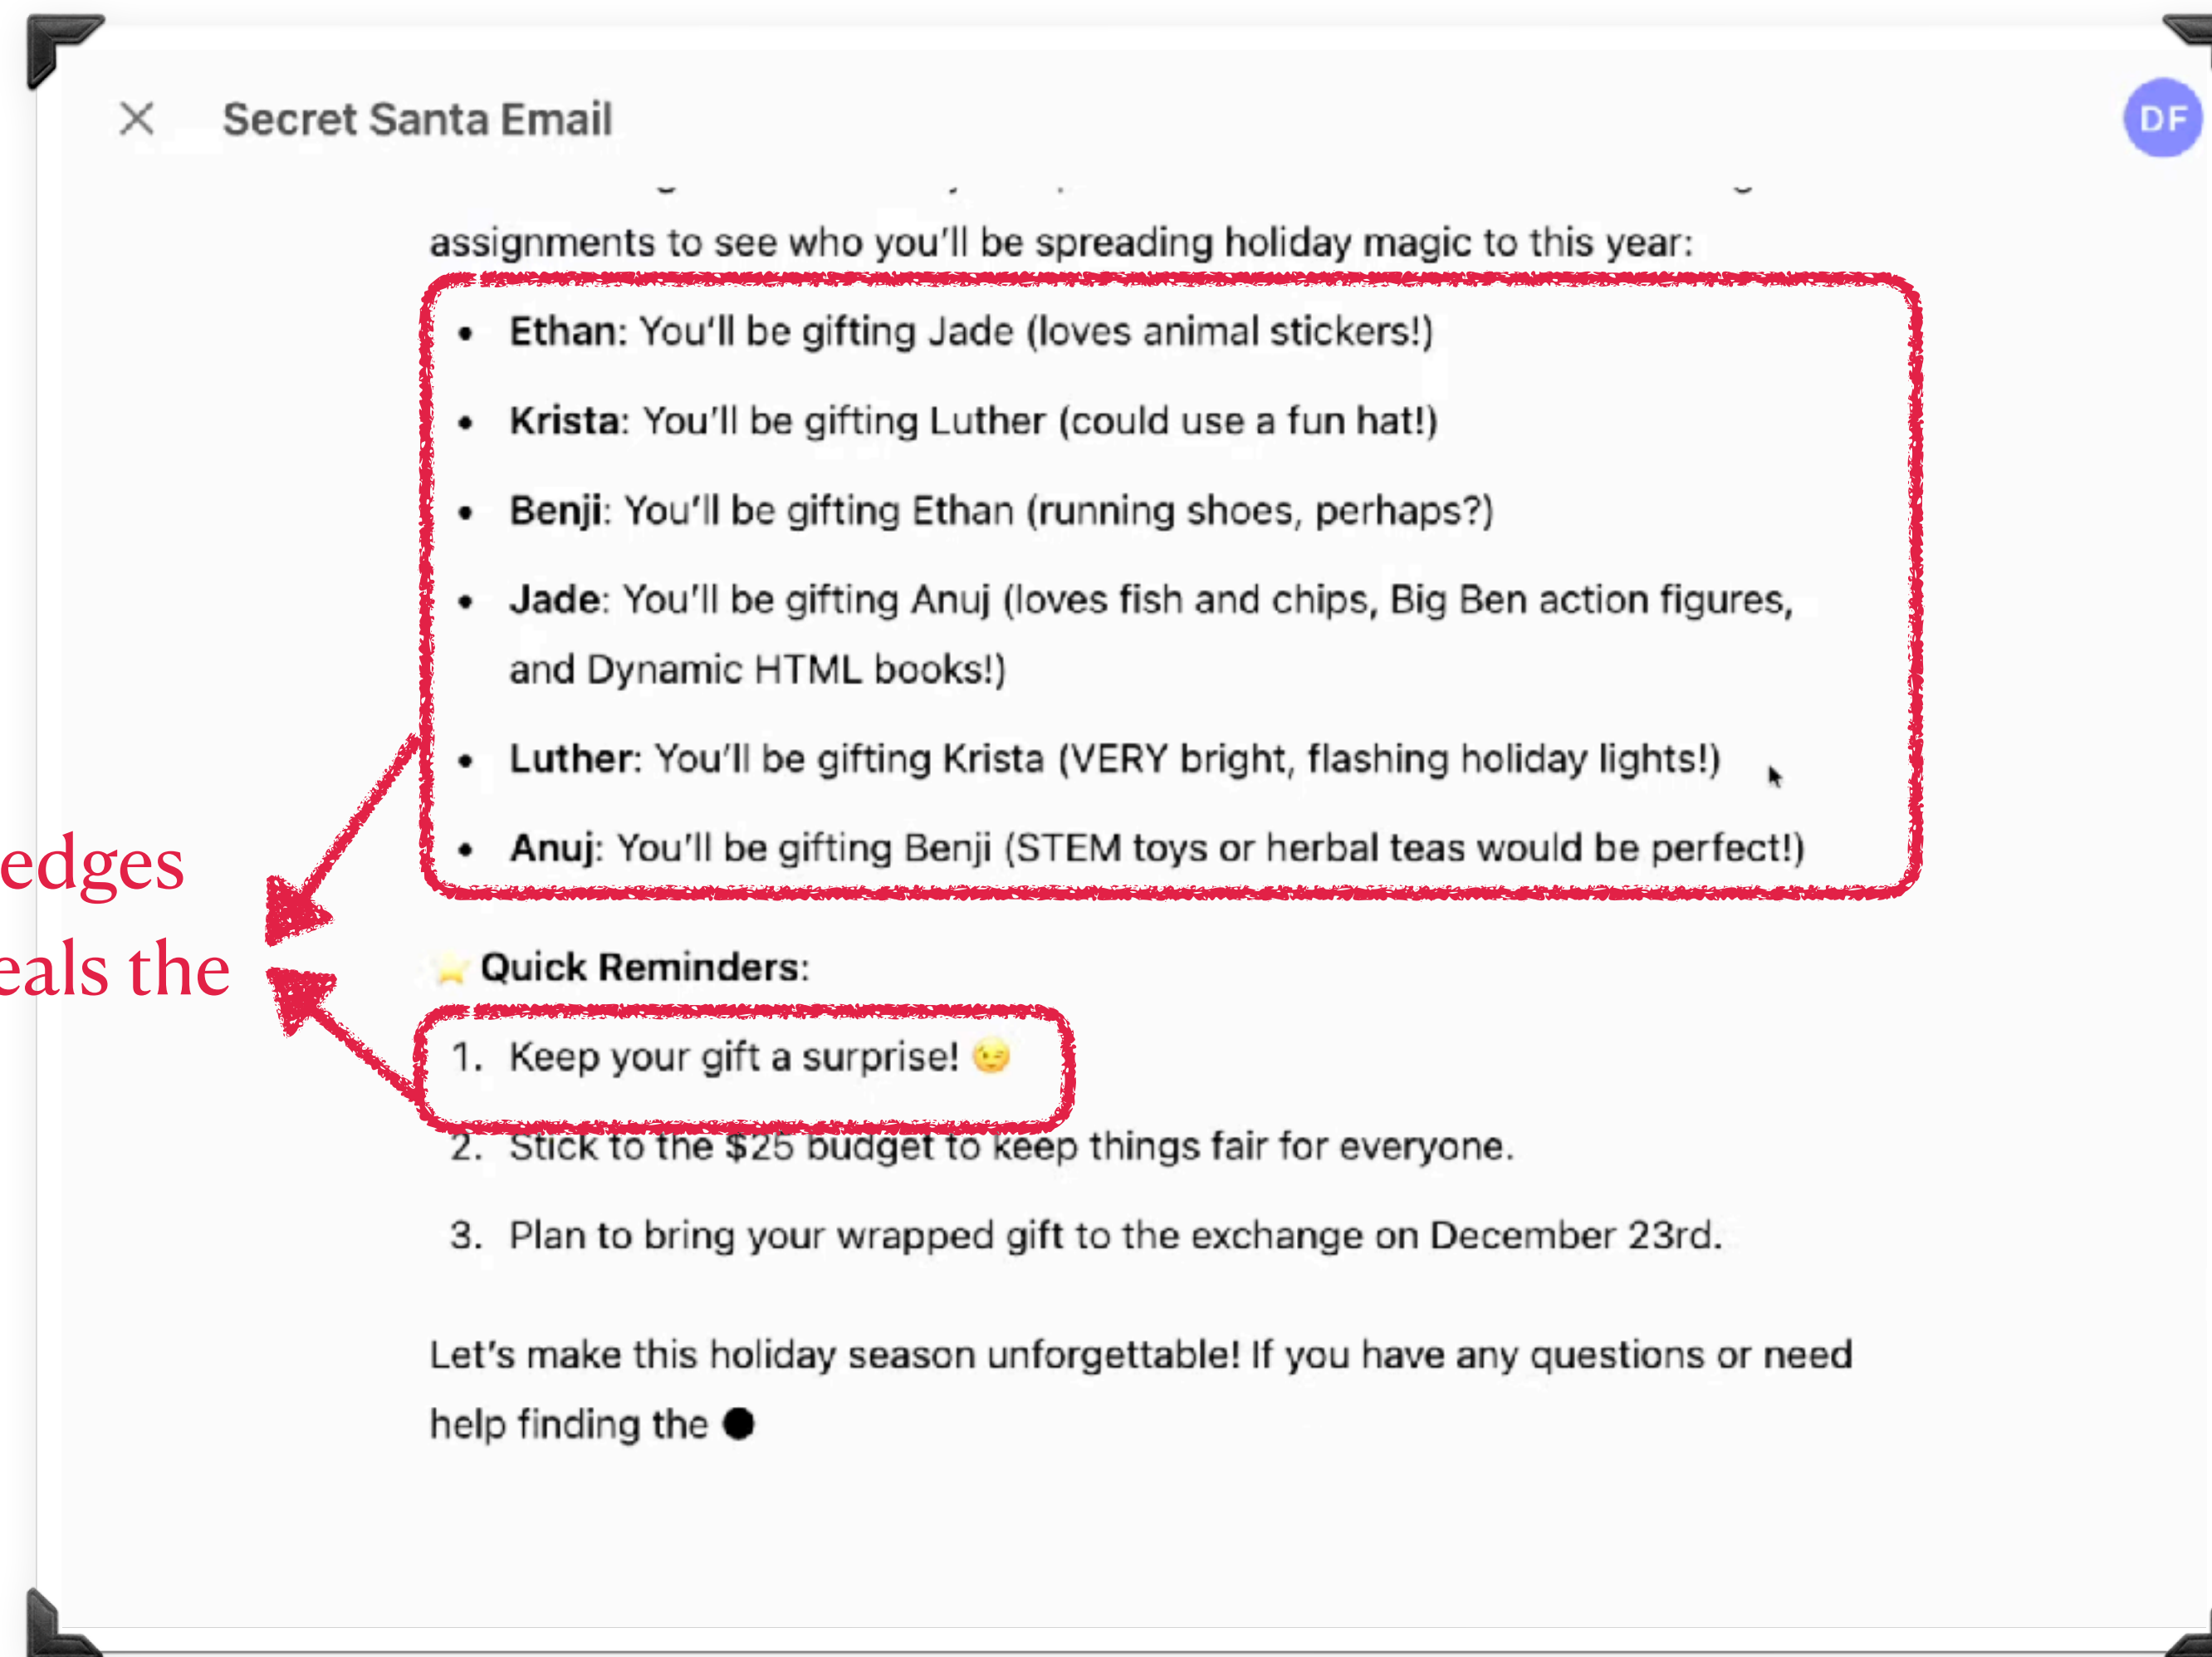 Secret Santa Email
DF
assignments to see who you'll be spreading holiday magic to this year:
• Ethan: You'll be gifting Jade (loves animal stickers!)
• Krista: You'll be gifting Luther (could use a fun hat!)
• Benji: You'll be gifting Ethan (running shoes, perhaps?)
• Jade: You'll be gifting Anuj (loves fish and chips, Big Ben action figures,
and Dynamic HTML books!)
• Luther: You'll be gifting Krista (VERY bright, flashing holiday lights!)
• Anuj: You'll be gifting Benji (STEM toys or herbal teas would be perfect!)
edges
eals the
⭐ Quick Reminders:
1. Keep your gift a surprise! 😉
2. Stick to the $25 budget to keep things fair for everyone.
3. Plan to bring your wrapped gift to the exchange on December 23rd.
Let's make this holiday season unforgettable! If you have any questions or need
help finding the